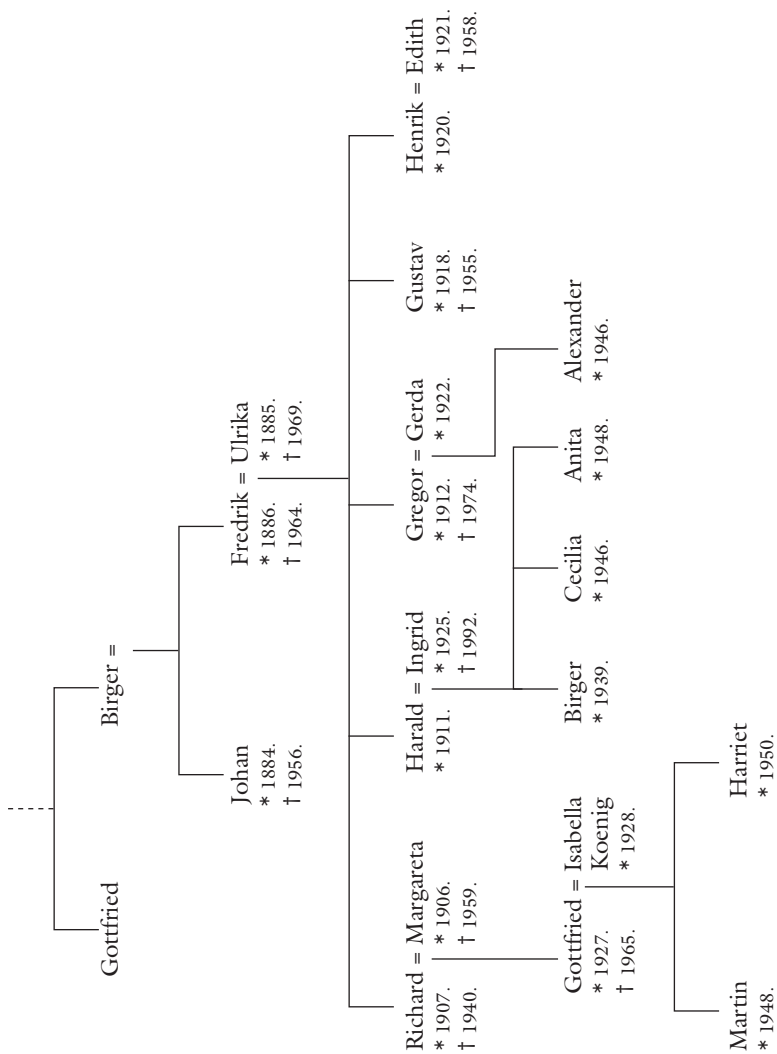 Gottfried
Birger =
Johan
* 1884.
† 1956.
Fredrik = Ulrika
* 1886.
† 1964.
* 1885.
† 1969.
Richard = Margareta
* 1907.
† 1940.
* 1906.
† 1959.
Harald = Ingrid
* 1911.
* 1925.
† 1992.
Gregor = Gerda
* 1912.
† 1974.
* 1922.
Gustav
* 1918.
† 1955.
Henrik = Edith
* 1920.
* 1921.
† 1958.
Gottfried = Isabella
Koenig
* 1927.
† 1965.
* 1928.
Birger
* 1939.
Cecilia
* 1946.
Anita
* 1948.
Alexander
* 1946.
Martin
* 1948.
Harriet
* 1950.